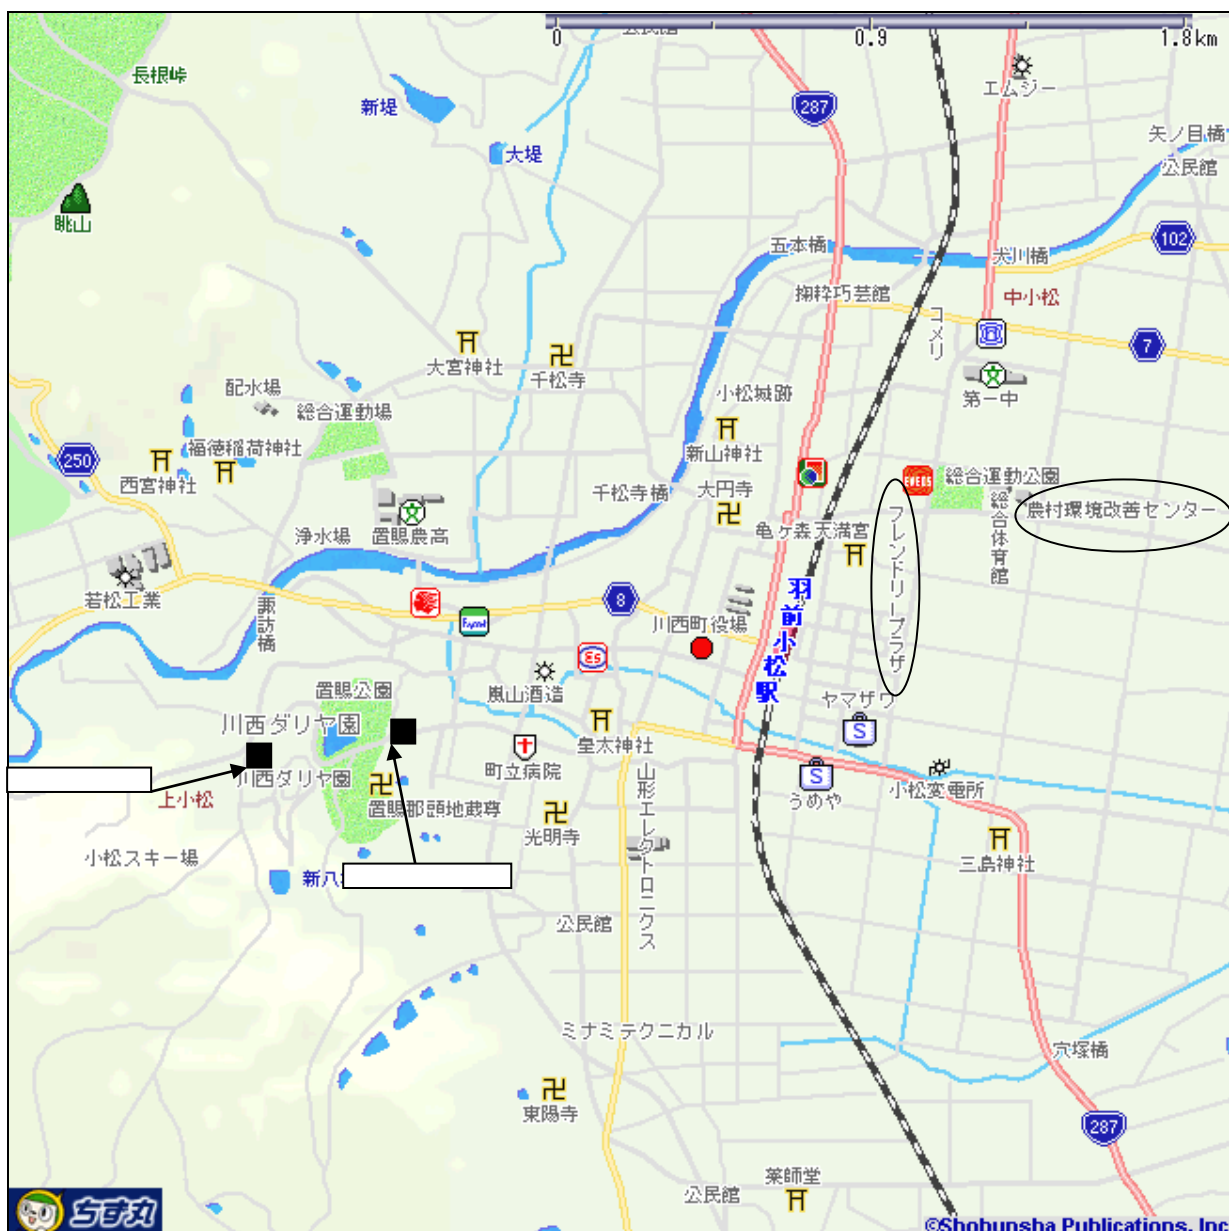 公民館
0 0.9 1.8km
長根峠
287
エムジー
新堤
大堤
矢ノ目橋
公民館
眺山
五本橋
犬川橋
102
掬粋巧芸館
中小松
コメリ
7
大宮神社
千松寺
第一中
配水場
総合運動場
小松城跡
福徳稲荷神社
新山神社
250
西宮神社
千松寺橋
大円寺
ENEOS
総合運動公園
農村環境改善センター
総合体育館
フレンドリープラザ
亀ヶ森天満宮
浄水場
置賜農高
若松工業
諏訪橋
8
川西町役場
羽前小松駅
置賜公園
嵐山酒造
川西ダリヤ園
ヤマザワ
S
皇太神社
町立病院
川西ダリヤ園
上小松
S
うめや
小松変電所
置賜郡頭地蔵尊
光明寺
山形エレクトロニクス
小松スキー場
三島神社
新八
公民館
ミナミテクニカル
穴塚橋
東陽寺
287
薬師堂
公民館
ちず丸
©Shobunsha Publications, Inc